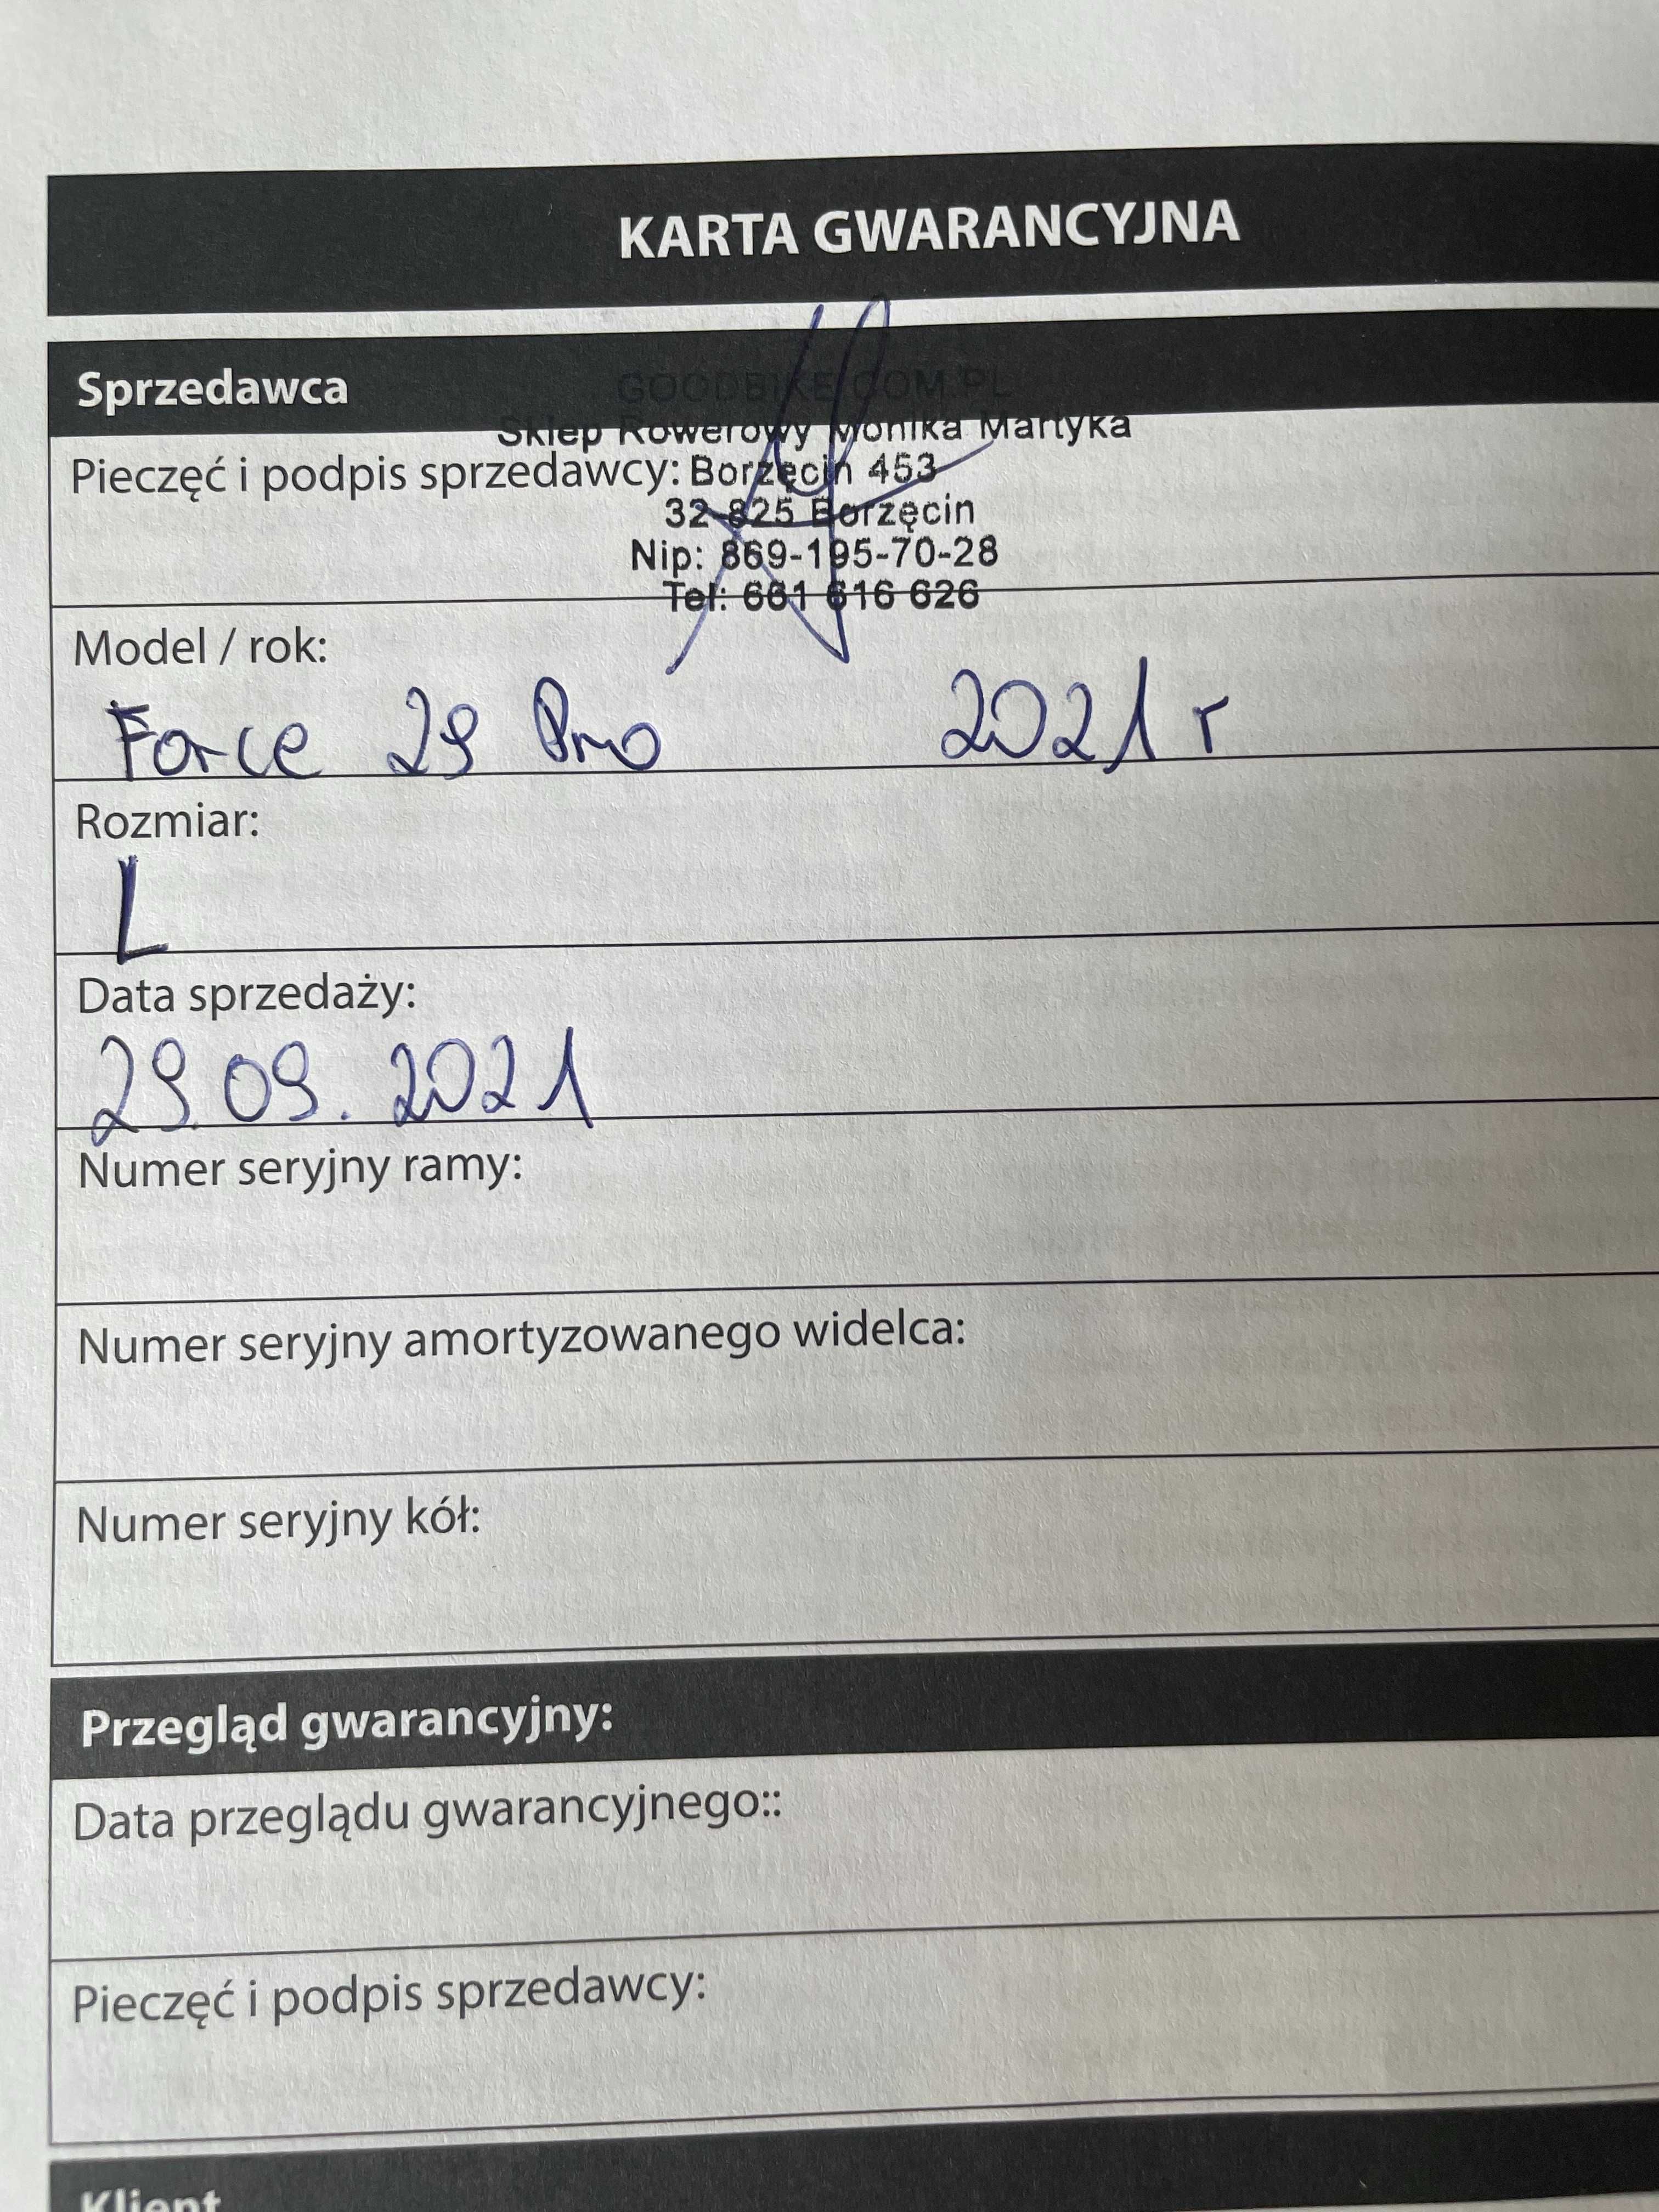 KARTA GWARANCYJNA
Sprzedawca
GOODBIKE.COM.PL
Sklep Rowerowy Monika Martyka
Pieczęć i podpis sprzedawcy: Borzęcin 453
32-825 Borzęcin
Nip: 869-195-70-28
Tel: 661 616 626
Model / rok:
Force 29 Pro 2021 r
Rozmiar:
L
Data sprzedaży:
29.09.2021
Numer seryjny ramy:
Numer seryjny amortyzowanego widelca:
Numer seryjny kół:
Przegląd gwarancyjny:
Data przeglądu gwarancyjnego::
Pieczęć i podpis sprzedawcy:
Klient